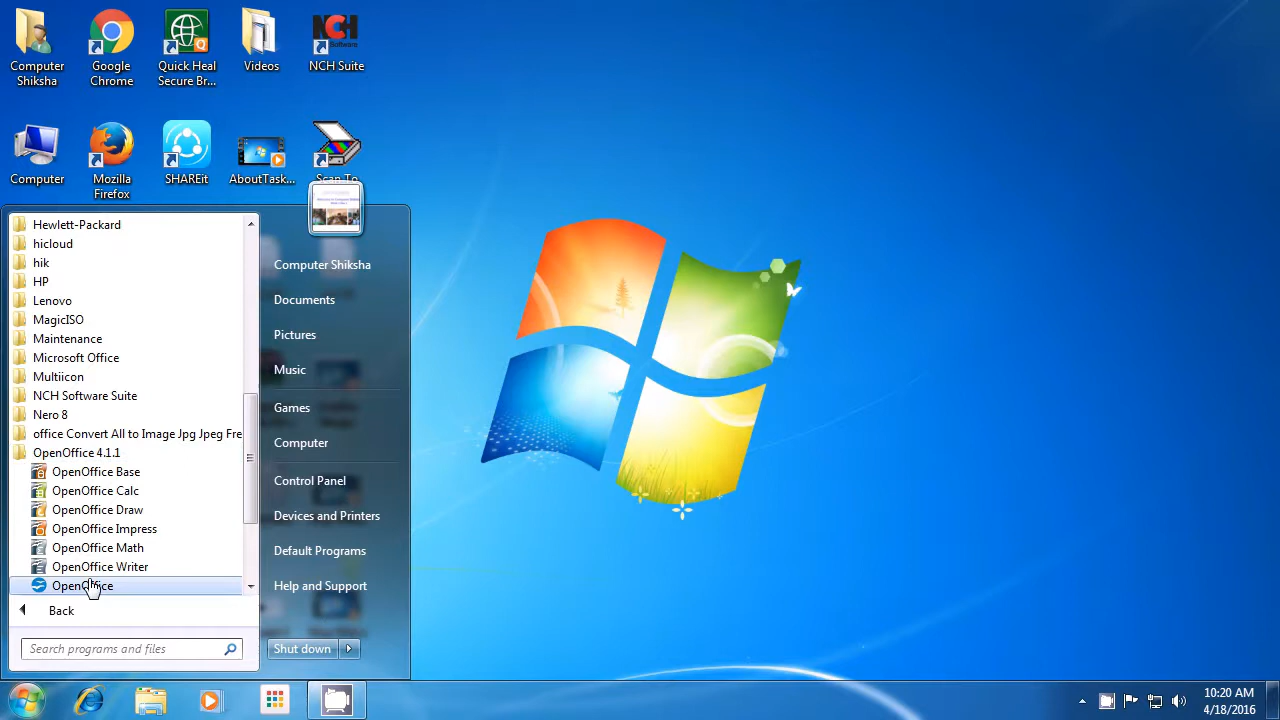 Computer
Shiksha
Google
Chrome
Quick Heal
Secure Br...
Videos
NCH
Software
NCH Suite
Computer
Mozilla
Firefox
SHAREit
AboutTask...
Scan To
Hewlett-Packard
hicloud
hik
HP
Lenovo
MagicISO
Maintenance
Microsoft Office
Multiicon
NCH Software Suite
Nero 8
office Convert All to Image Jpg Jpeg Fre
OpenOffice 4.1.1
OpenOffice Base
OpenOffice Calc
OpenOffice Draw
OpenOffice Impress
OpenOffice Math
OpenOffice Writer
OpenOffice
Back
Search programs and files
Computer Shiksha
Documents
Pictures
Music
Games
Computer
Control Panel
Devices and Printers
Default Programs
Help and Support
Shut down
10:20 AM
4/18/2016